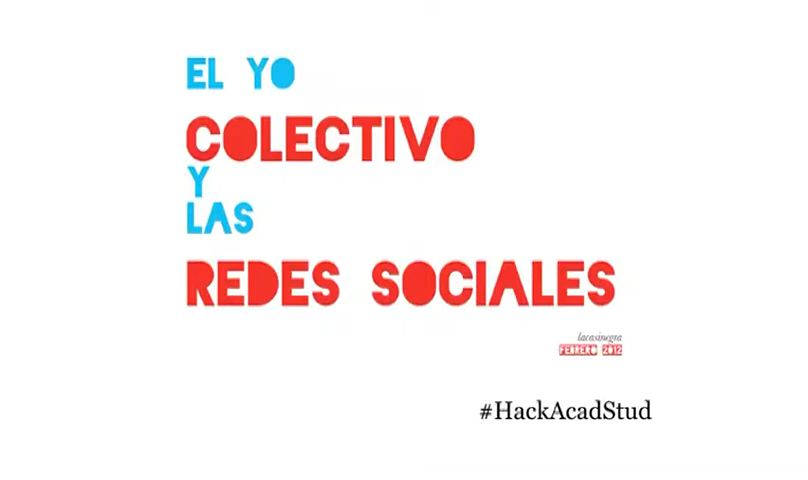 EL YO
COLECTIVO
Y
LAS
REDES SOCIALES
lacasinegra
FEBRERO 2012
#HackAcadStud